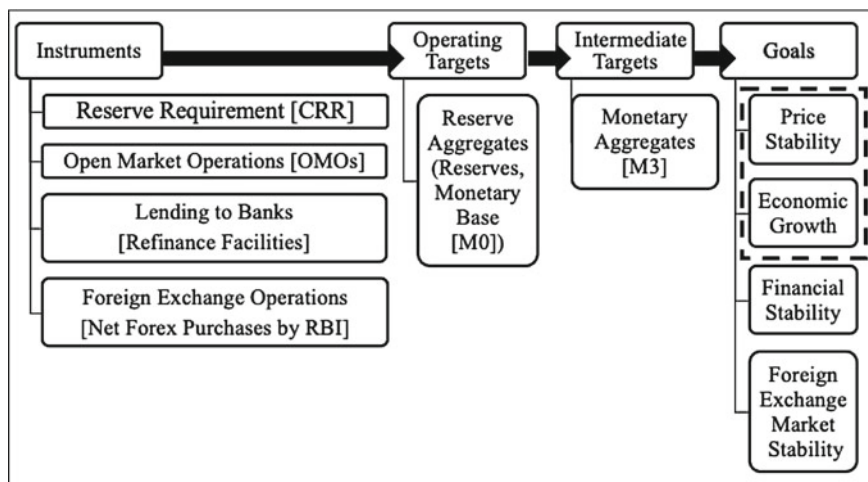 Instruments
Operating
Targets
Intermediate
Targets
Goals
Reserve Requirement [CRR]
Open Market Operations [OMOs]
Lending to Banks
[Refinance Facilities]
Foreign Exchange Operations
[Net Forex Purchases by RBI]
Reserve
Aggregates
(Reserves,
Monetary
Base
[M0])
Monetary
Aggregates
[M3]
Price
Stability
Economic
Growth
Financial
Stability
Foreign
Exchange
Market
Stability